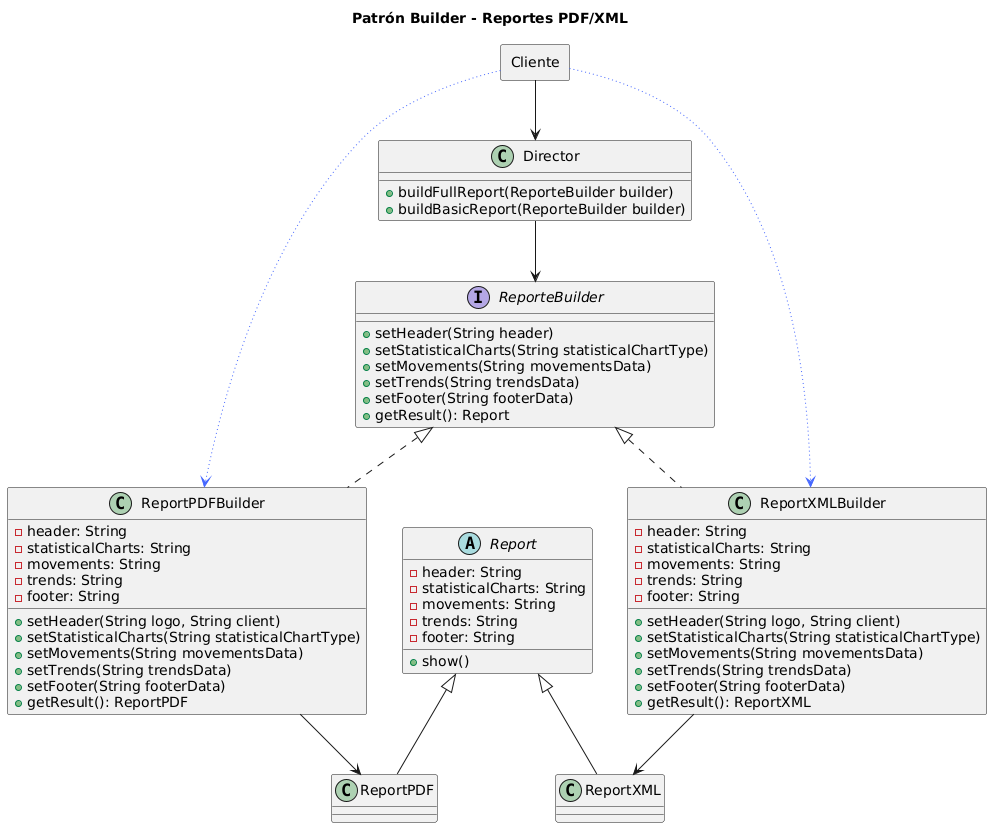 Patrón Builder - Reportes PDF/XML
Cliente
C Director
buildFullReport(ReporteBuilder builder)
buildBasicReport(ReporteBuilder builder)
I ReporteBuilder
setHeader(String header)
setStatisticalCharts(String statisticalChartType)
setMovements(String movementsData)
setTrends(String trendsData)
setFooter(String footerData)
getResult(): Report
C ReportPDFBuilder
header: String
statisticalCharts: String
movements: String
trends: String
footer: String
setHeader(String logo, String client)
setStatisticalCharts(String statisticalChartType)
setMovements(String movementsData)
setTrends(String trendsData)
setFooter(String footerData)
getResult(): ReportPDF
A Report
header: String
statisticalCharts: String
movements: String
trends: String
footer: String
show()
C ReportXMLBuilder
header: String
statisticalCharts: String
movements: String
trends: String
footer: String
setHeader(String logo, String client)
setStatisticalCharts(String statisticalChartType)
setMovements(String movementsData)
setTrends(String trendsData)
setFooter(String footerData)
getResult(): ReportXML
C ReportPDF
C ReportXML